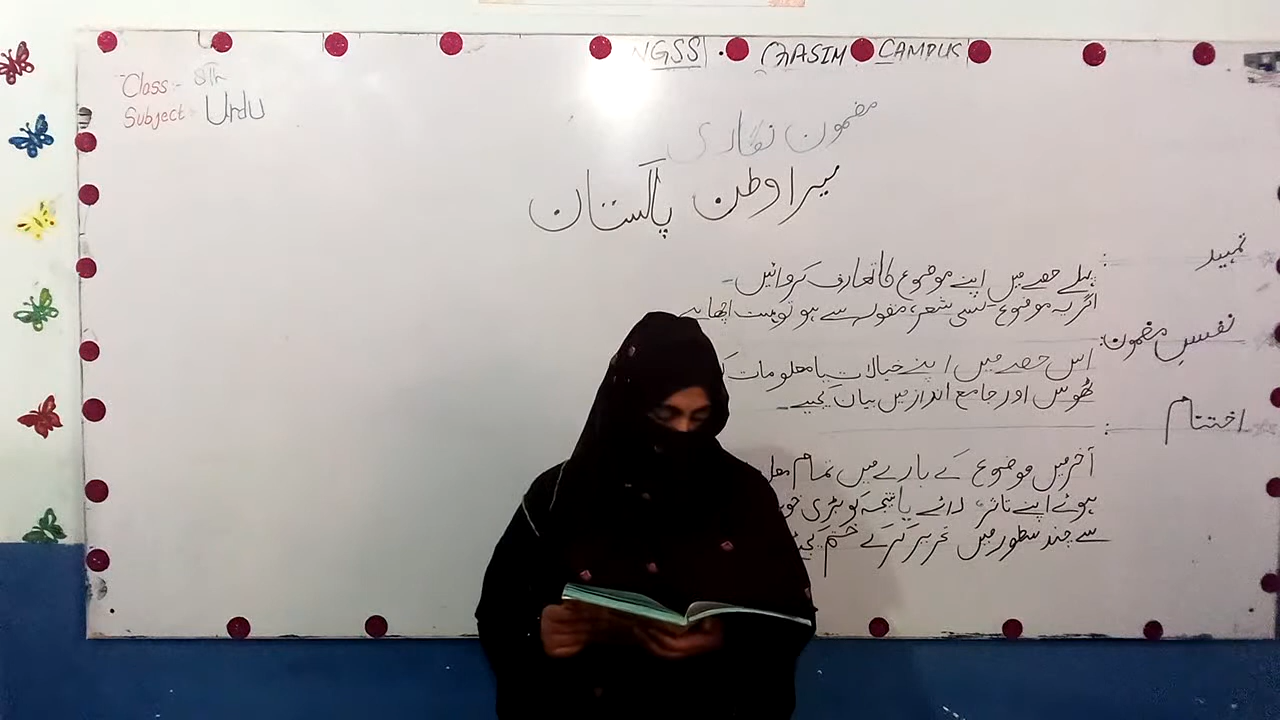 NGSS QASIM CAMPUS
Class:- 8Th
Subject:- Urdu
مضمون نگاری
میرا وطن پاکستان
تمہید:
پہلے حصے میں اپنے موضوع کا تعارف کروائیں۔
اگر یہ موضوع کسی شعر، مقولہ سے ہو تو بہت اچھا ہے
نفسِ مضمون:
اس حصے میں اپنے خیالات یا معلومات
ٹھوس اور جامع انداز میں بیان کیجیے۔
اختتام:
آخر میں موضوع کے بارے میں تمام
ہوئے اپنے تاثر، رائے یا نتیجہ کو بڑی
سے چند سطور میں تحریر کرکے ختم